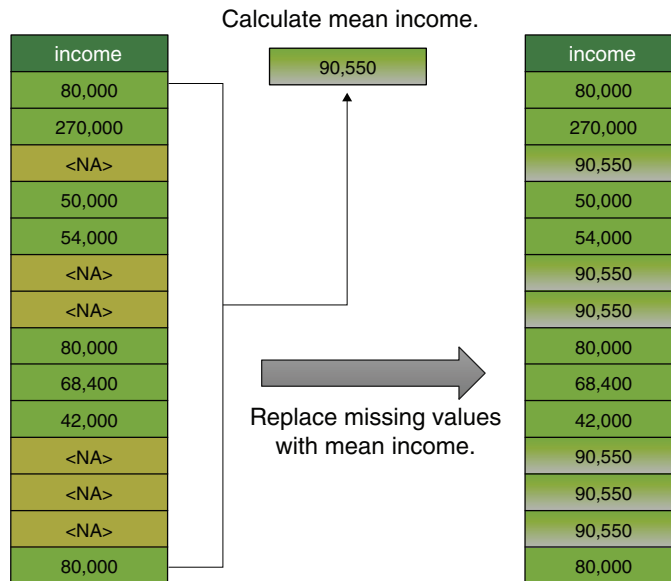 Calculate mean income.
income
80,000
270,000
<NA>
50,000
54,000
<NA>
<NA>
80,000
68,400
42,000
<NA>
<NA>
<NA>
80,000
90,550
Replace missing values
with mean income.
income
80,000
270,000
90,550
50,000
54,000
90,550
90,550
80,000
68,400
42,000
90,550
90,550
90,550
80,000